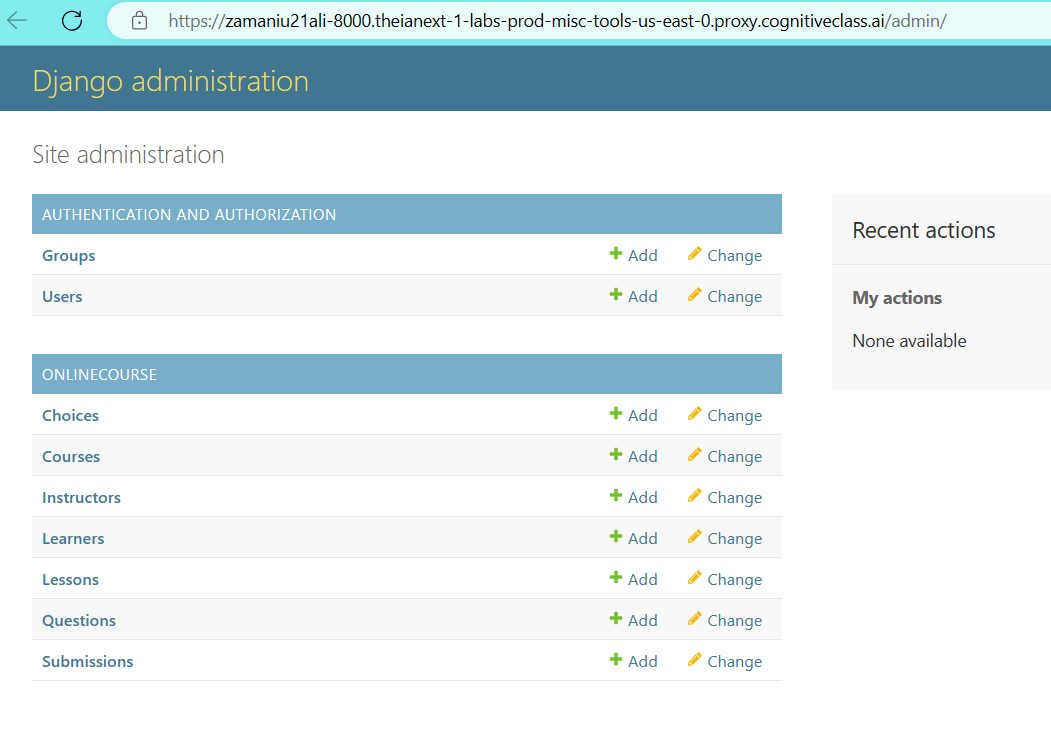 https://zamaniu21ali-8000.theianext-1-labs-prod-misc-tools-us-east-0.proxy.cognitiveclass.ai/admin/
Django administration
Site administration
AUTHENTICATION AND AUTHORIZATION
Groups Add Change
Users Add Change
ONLINECOURSE
Choices Add Change
Courses Add Change
Instructors Add Change
Learners Add Change
Lessons Add Change
Questions Add Change
Submissions Add Change
Recent actions
My actions
None available